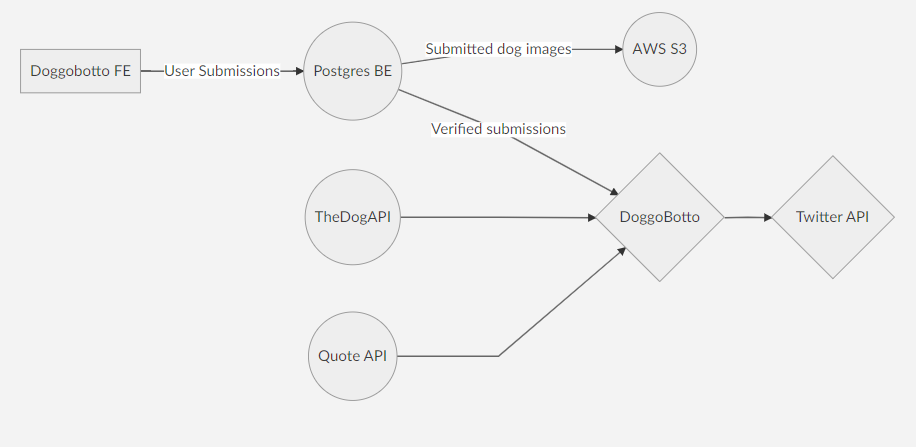 Submitted dog images
AWS S3
Doggobotto FE
User Submissions
Postgres BE
Verified submissions
TheDogAPI
DoggoBotto
Twitter API
Quote API